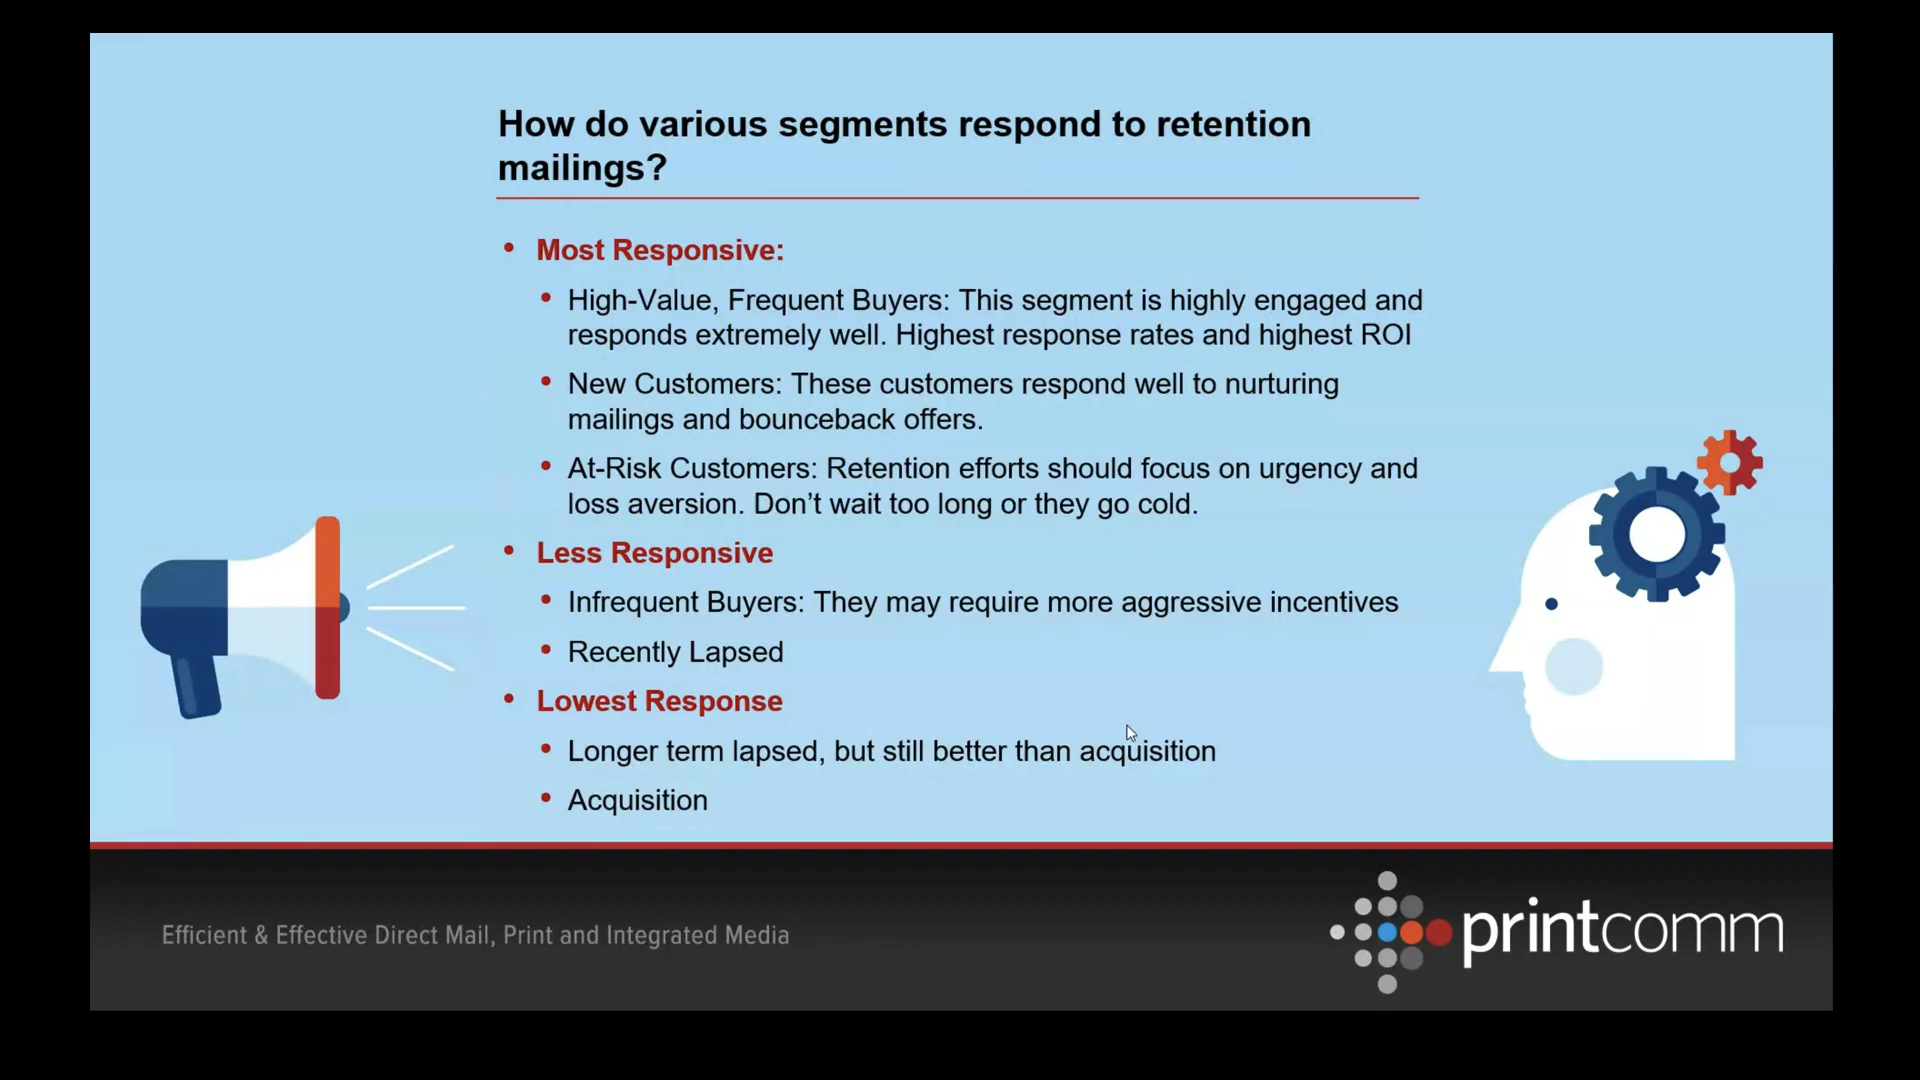 How do various segments respond to retention
mailings?
• Most Responsive:
• High-Value, Frequent Buyers: This segment is highly engaged and
responds extremely well. Highest response rates and highest ROI
• New Customers: These customers respond well to nurturing
mailings and bounceback offers.
• At-Risk Customers: Retention efforts should focus on urgency and
loss aversion. Don’t wait too long or they go cold.
• Less Responsive
• Infrequent Buyers: They may require more aggressive incentives
• Recently Lapsed
• Lowest Response
• Longer term lapsed, but still better than acquisition
• Acquisition
Efficient & Effective Direct Mail, Print and Integrated Media
printcomm